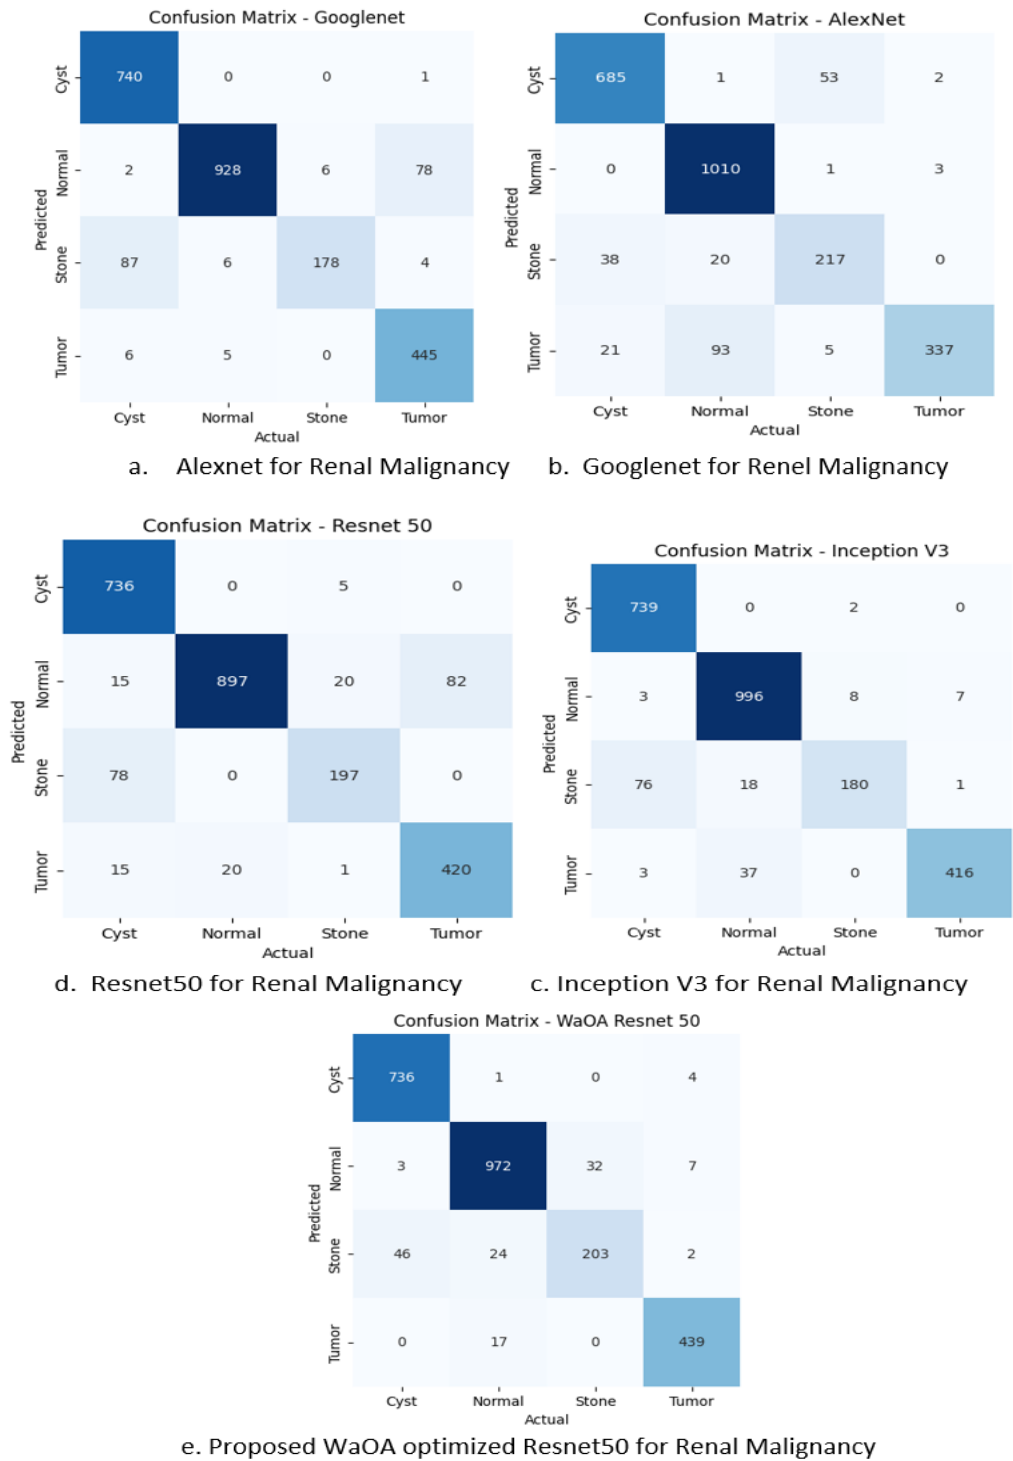 Confusion Matrix - Googlenet
Cyst 740 0 0 1
Normal 2 928 6 78
Predicted
Stone 87 6 178 4
Tumor 6 5 0 445
Cyst Normal Stone Tumor
Actual
a. Alexnet for Renal Malignancy
Confusion Matrix - AlexNet
Cyst 685 1 53 2
Normal 0 1010 1 3
Predicted
Stone 38 20 217 0
Tumor 21 93 5 337
Cyst Normal Stone Tumor
Actual
b. Googlenet for Renel Malignancy
Confusion Matrix - Resnet 50
Cyst 736 0 5 0
Normal 15 897 20 82
Predicted
Stone 78 0 197 0
Tumor 15 20 1 420
Cyst Normal Stone Tumor
Actual
d. Resnet50 for Renal Malignancy
Confusion Matrix - Inception V3
Cyst 739 0 2 0
Normal 3 996 8 7
Predicted
Stone 76 18 180 1
Tumor 3 37 0 416
Cyst Normal Stone Tumor
Actual
c. Inception V3 for Renal Malignancy
Confusion Matrix - WaOA Resnet 50
Cyst 736 1 0 4
Normal 3 972 32 7
Predicted
Stone 46 24 203 2
Tumor 0 17 0 439
Cyst Normal Stone Tumor
Actual
e. Proposed WaOA optimized Resnet50 for Renal Malignancy